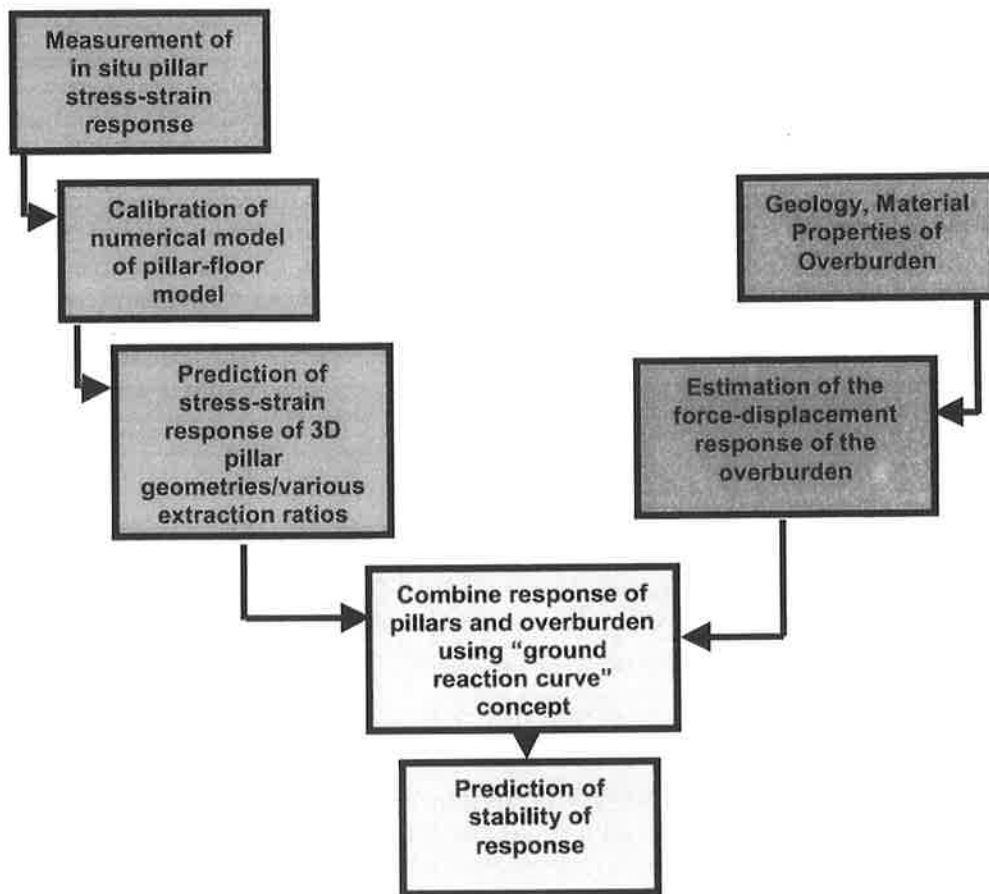 Measurement of
in situ pillar
stress-strain
response
Calibration of
numerical model
of pillar-floor
model
Prediction of
stress-strain
response of 3D
pillar
geometries/various
extraction ratios
Geology, Material
Properties of
Overburden
Estimation of the
force-displacement
response of the
overburden
Combine response of
pillars and overburden
using “ground
reaction curve”
concept
Prediction of
stability of
response